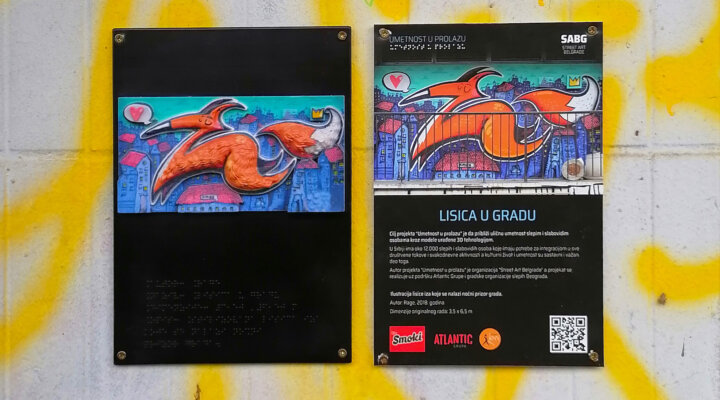 UMETNOST U PROLAZU
SABG
STREET ART
BELGRADE
LISICA U GRADU
Cilj projekta "Umetnost u prolazu" je da približi uličnu umetnost slepim i slabovidim
osobama kroz modele urađene 3D tehnologijom.
U Srbiji ima oko 12.000 slepih i slabovidih osoba koje imaju potrebe za integracijom u sve
društvene tokove i svakodnevne aktivnosti a kulturni život i umetnost su sastavni i važan
deo toga.
Autor projekta "Umetnost u prolazu" je organizacija "Street Art Belgrade" a projekat se
realizuje uz podršku Atlantic Grupe i gradske organizacije slepih Beograda.
Ilustracija lisice iza koje se nalazi noćni prizor grada.
Autor: Rage, 2018. godina
Dimenzije originalnog rada: 3,5 x 6,5 m
Smoki
ATLANTIC
GRUPA